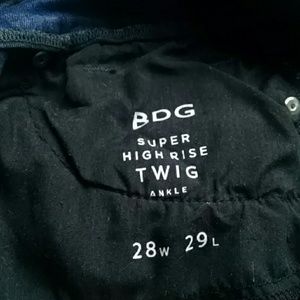 BDG
SUPER
HIGH RISE
TWIG
ANKLE
28W 29L